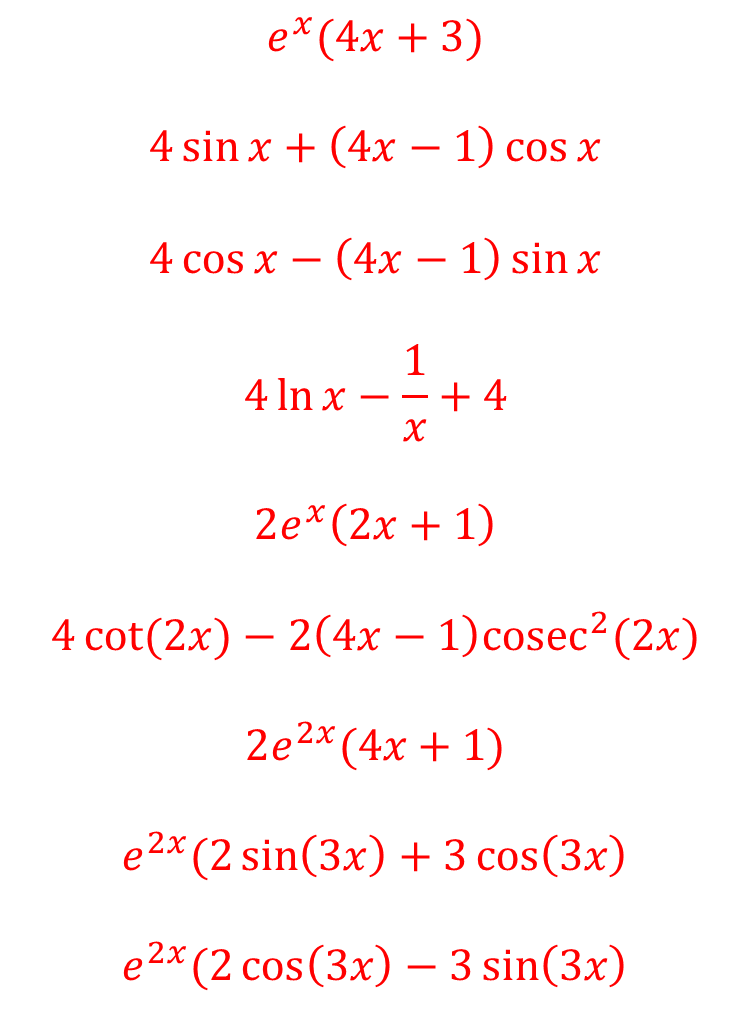 e^x(4x + 3)
4 sin x + (4x − 1) cos x
4 cos x − (4x − 1) sin x
4 ln x − 1/x + 4
2e^x(2x + 1)
4 cot(2x) − 2(4x − 1)cosec²(2x)
2e^{2x}(4x + 1)
e^{2x}(2 sin(3x) + 3 cos(3x)
e^{2x}(2 cos(3x) − 3 sin(3x)